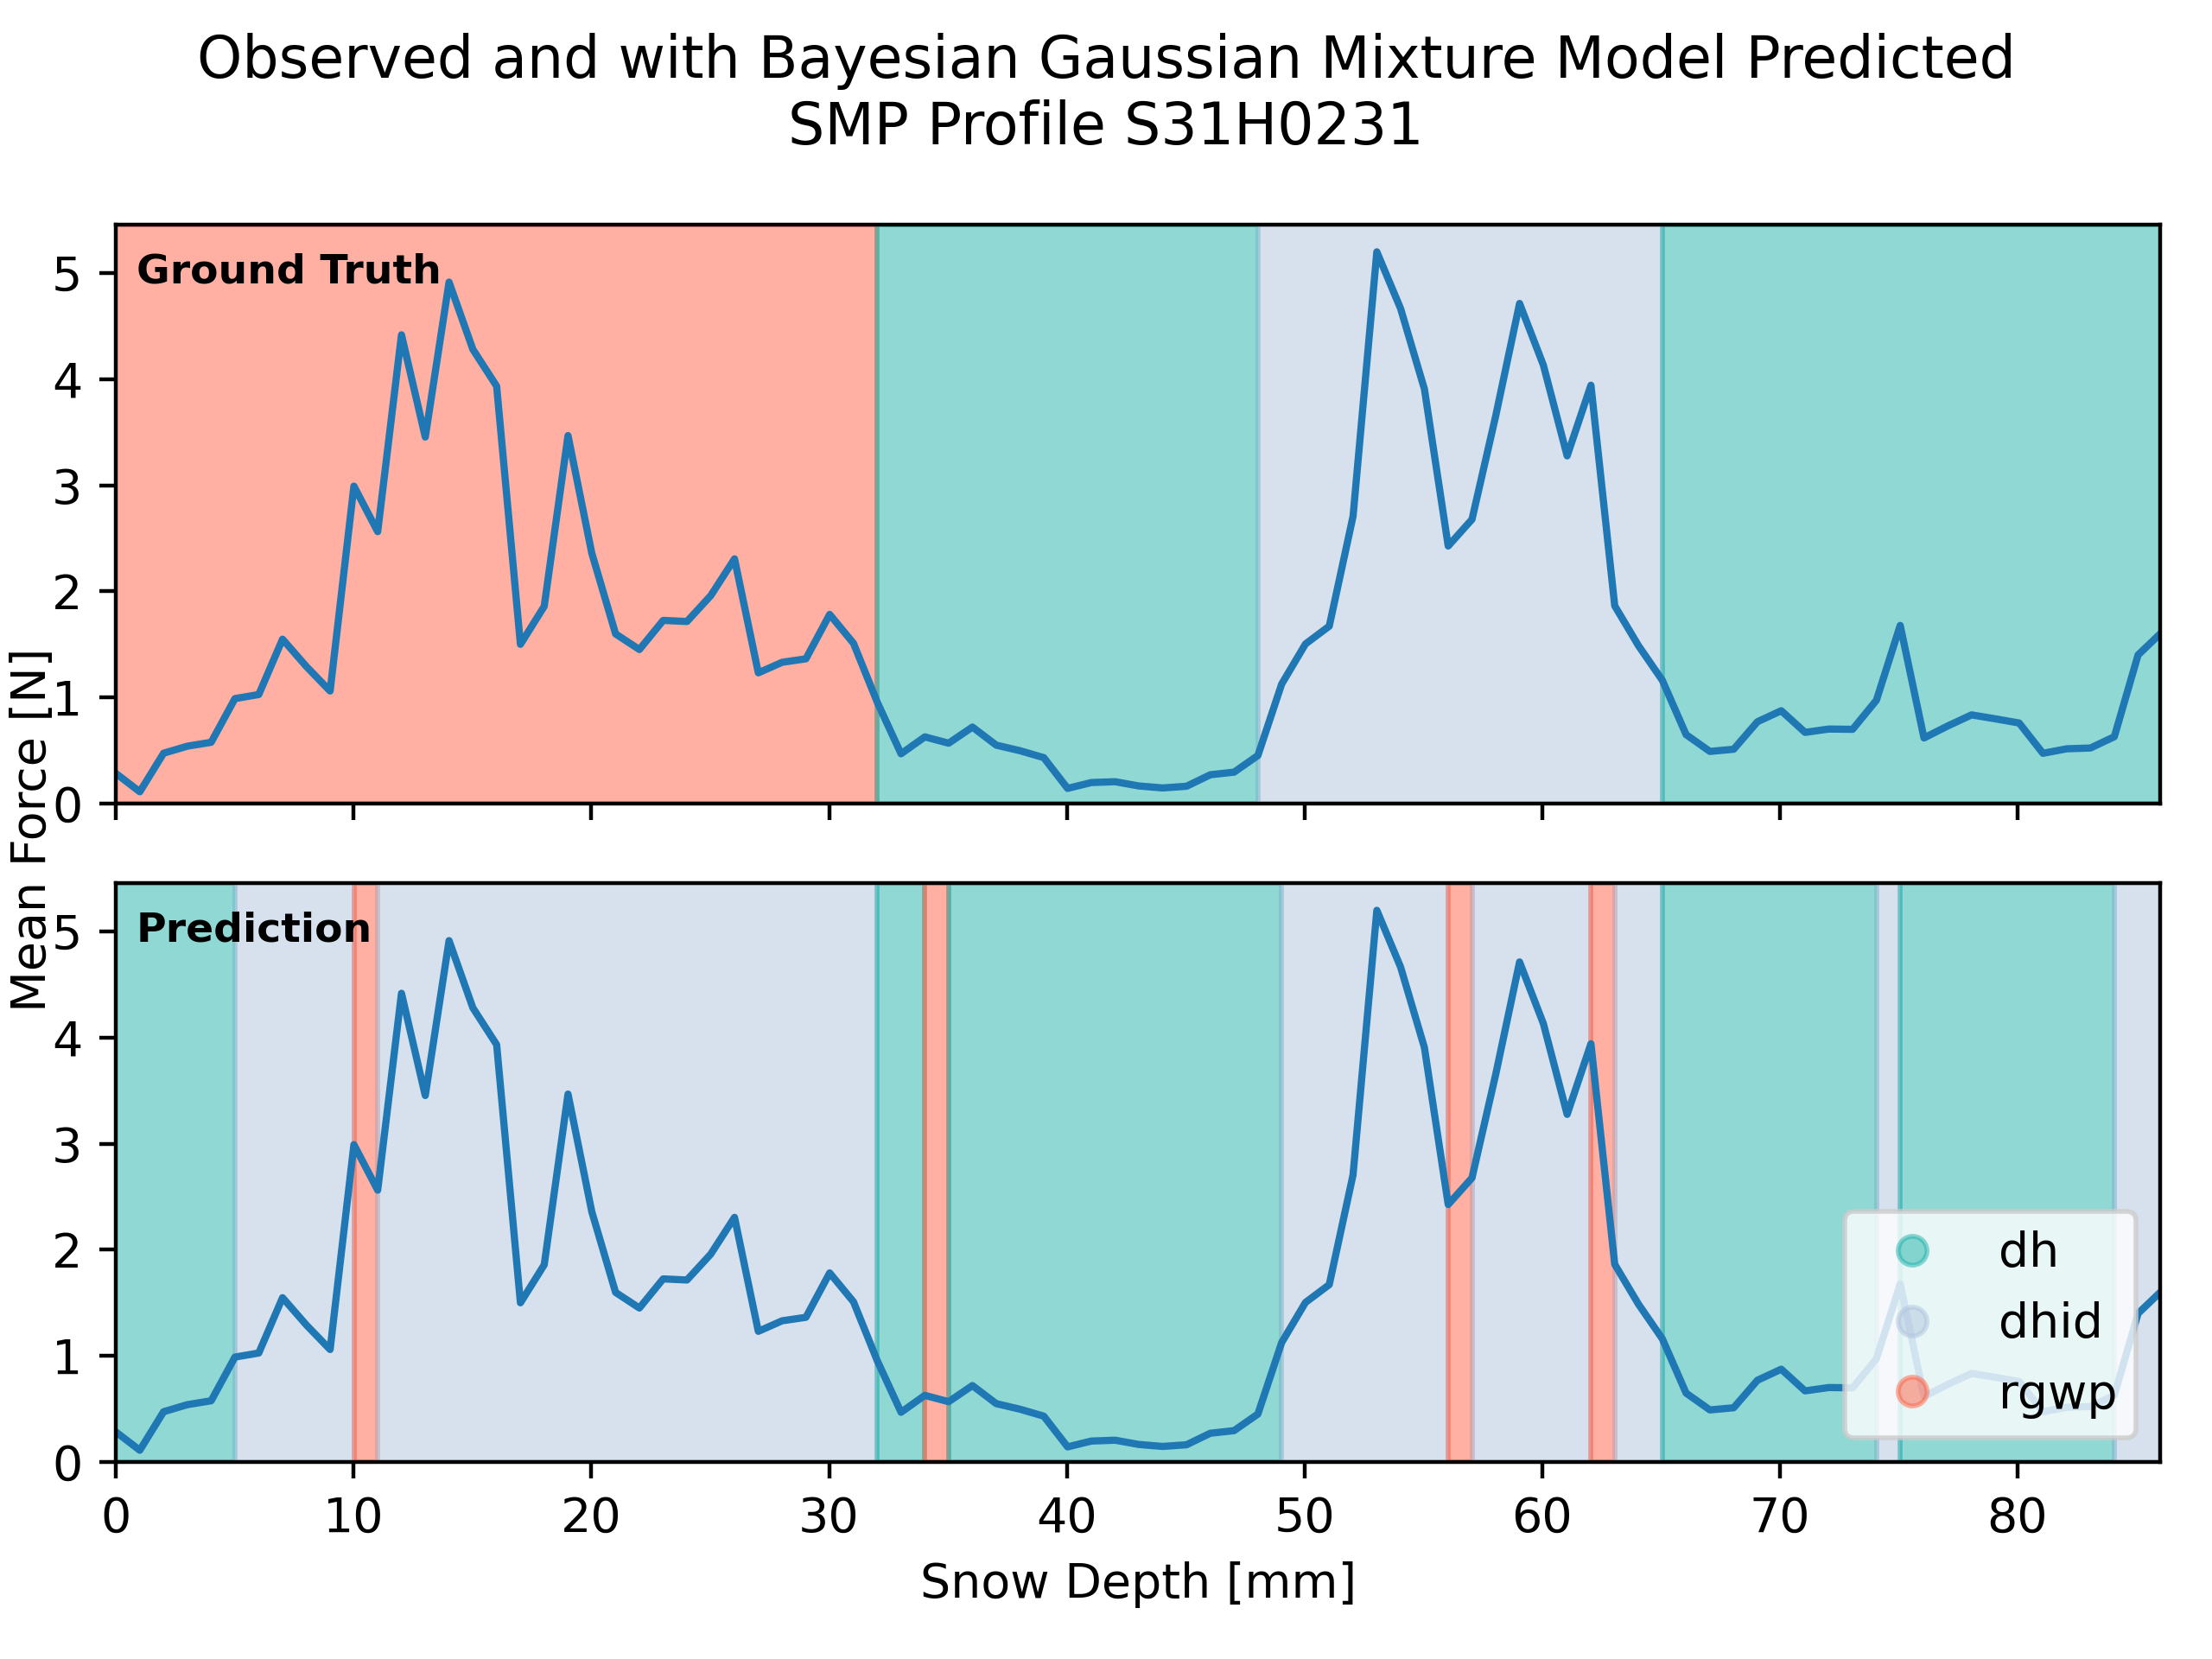 Observed and with Bayesian Gaussian Mixture Model Predicted
SMP Profile S31H0231
Ground Truth
5
4
3
2
1
0
Mean Force [N]
Prediction
5
4
3
2
1
0
dh
dhid
rgwp
0 10 20 30 40 50 60 70 80
Snow Depth [mm]